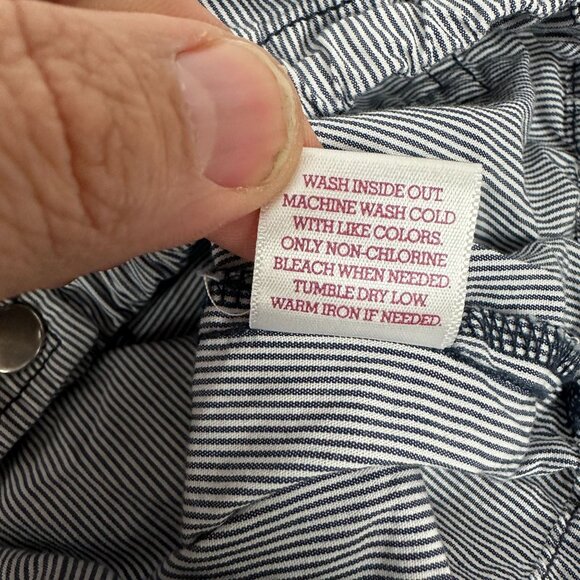 WASH INSIDE OUT.
MACHINE WASH COLD
WITH LIKE COLORS.
ONLY NON-CHLORINE
BLEACH WHEN NEEDED.
TUMBLE DRY LOW.
WARM IRON IF NEEDED.